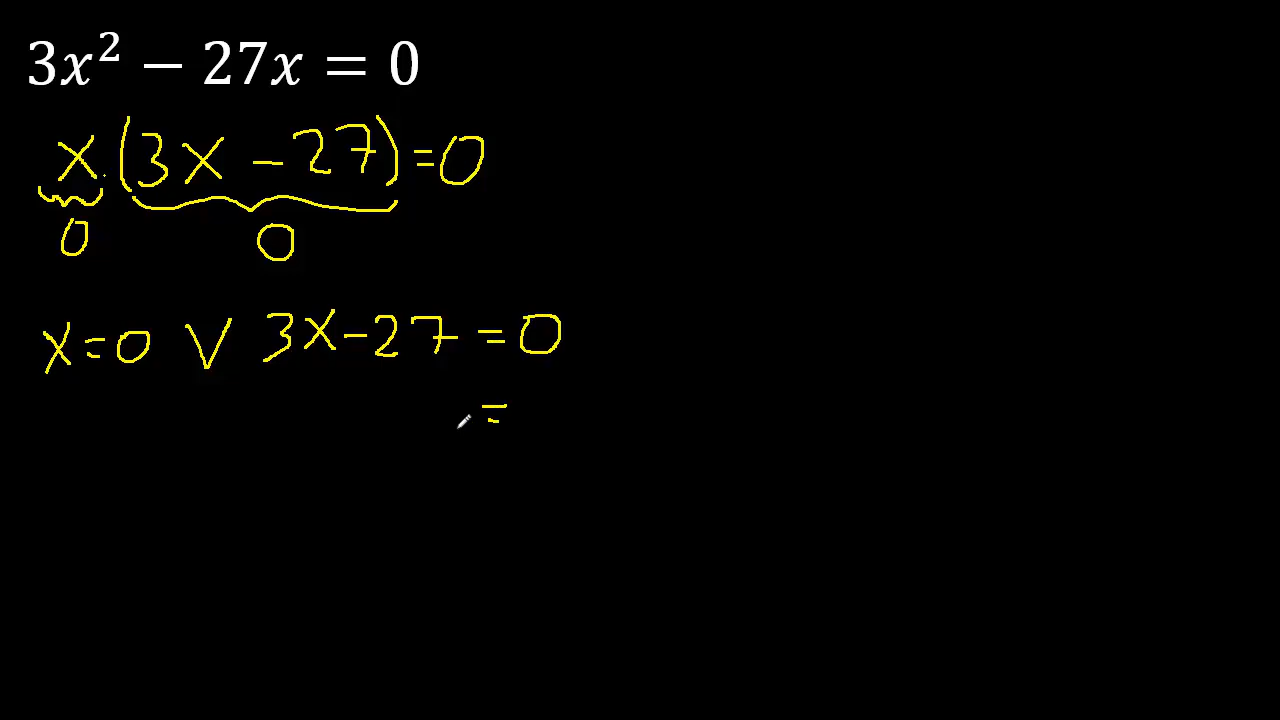 3x² − 27x = 0
x·(3x − 27) = 0
0 0
x = 0 ∨ 3x − 27 = 0
=